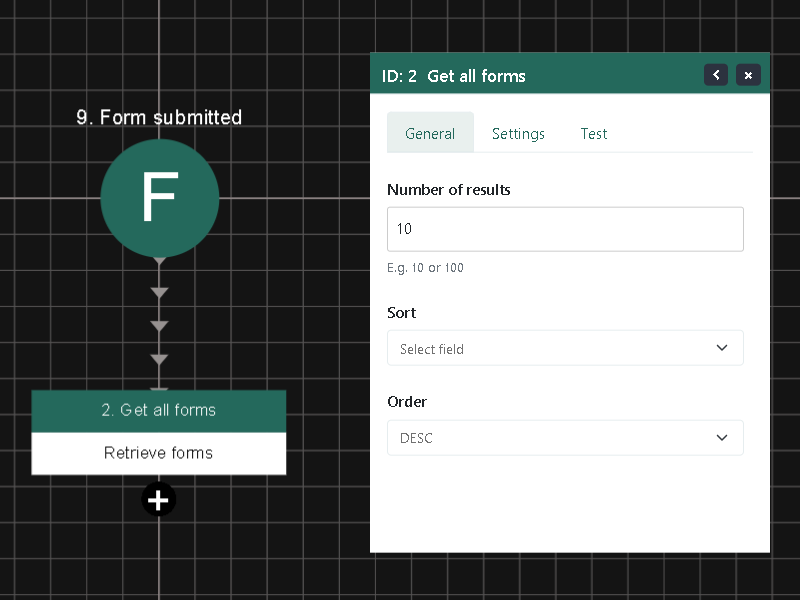 9. Form submitted
F
2. Get all forms
Retrieve forms
ID: 2 Get all forms
General Settings Test
Number of results
10
E.g. 10 or 100
Sort
Select field
Order
DESC